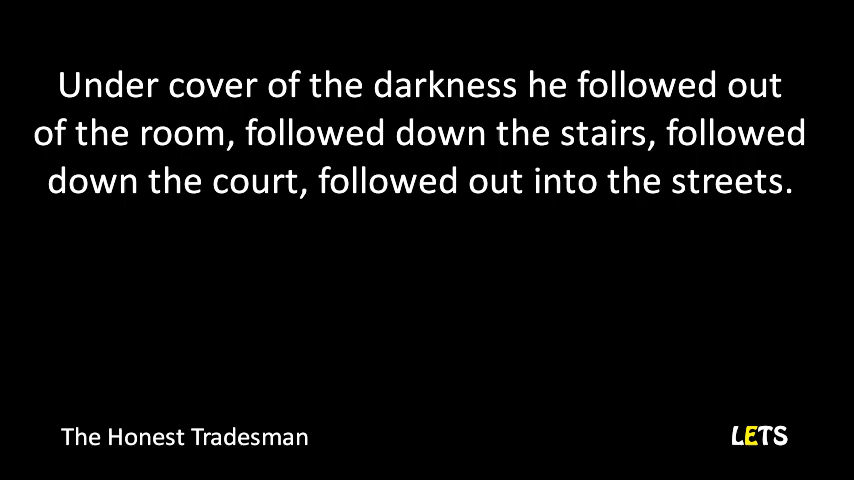 Under cover of the darkness he followed out
of the room, followed down the stairs, followed
down the court, followed out into the streets.
The Honest Tradesman
LETS